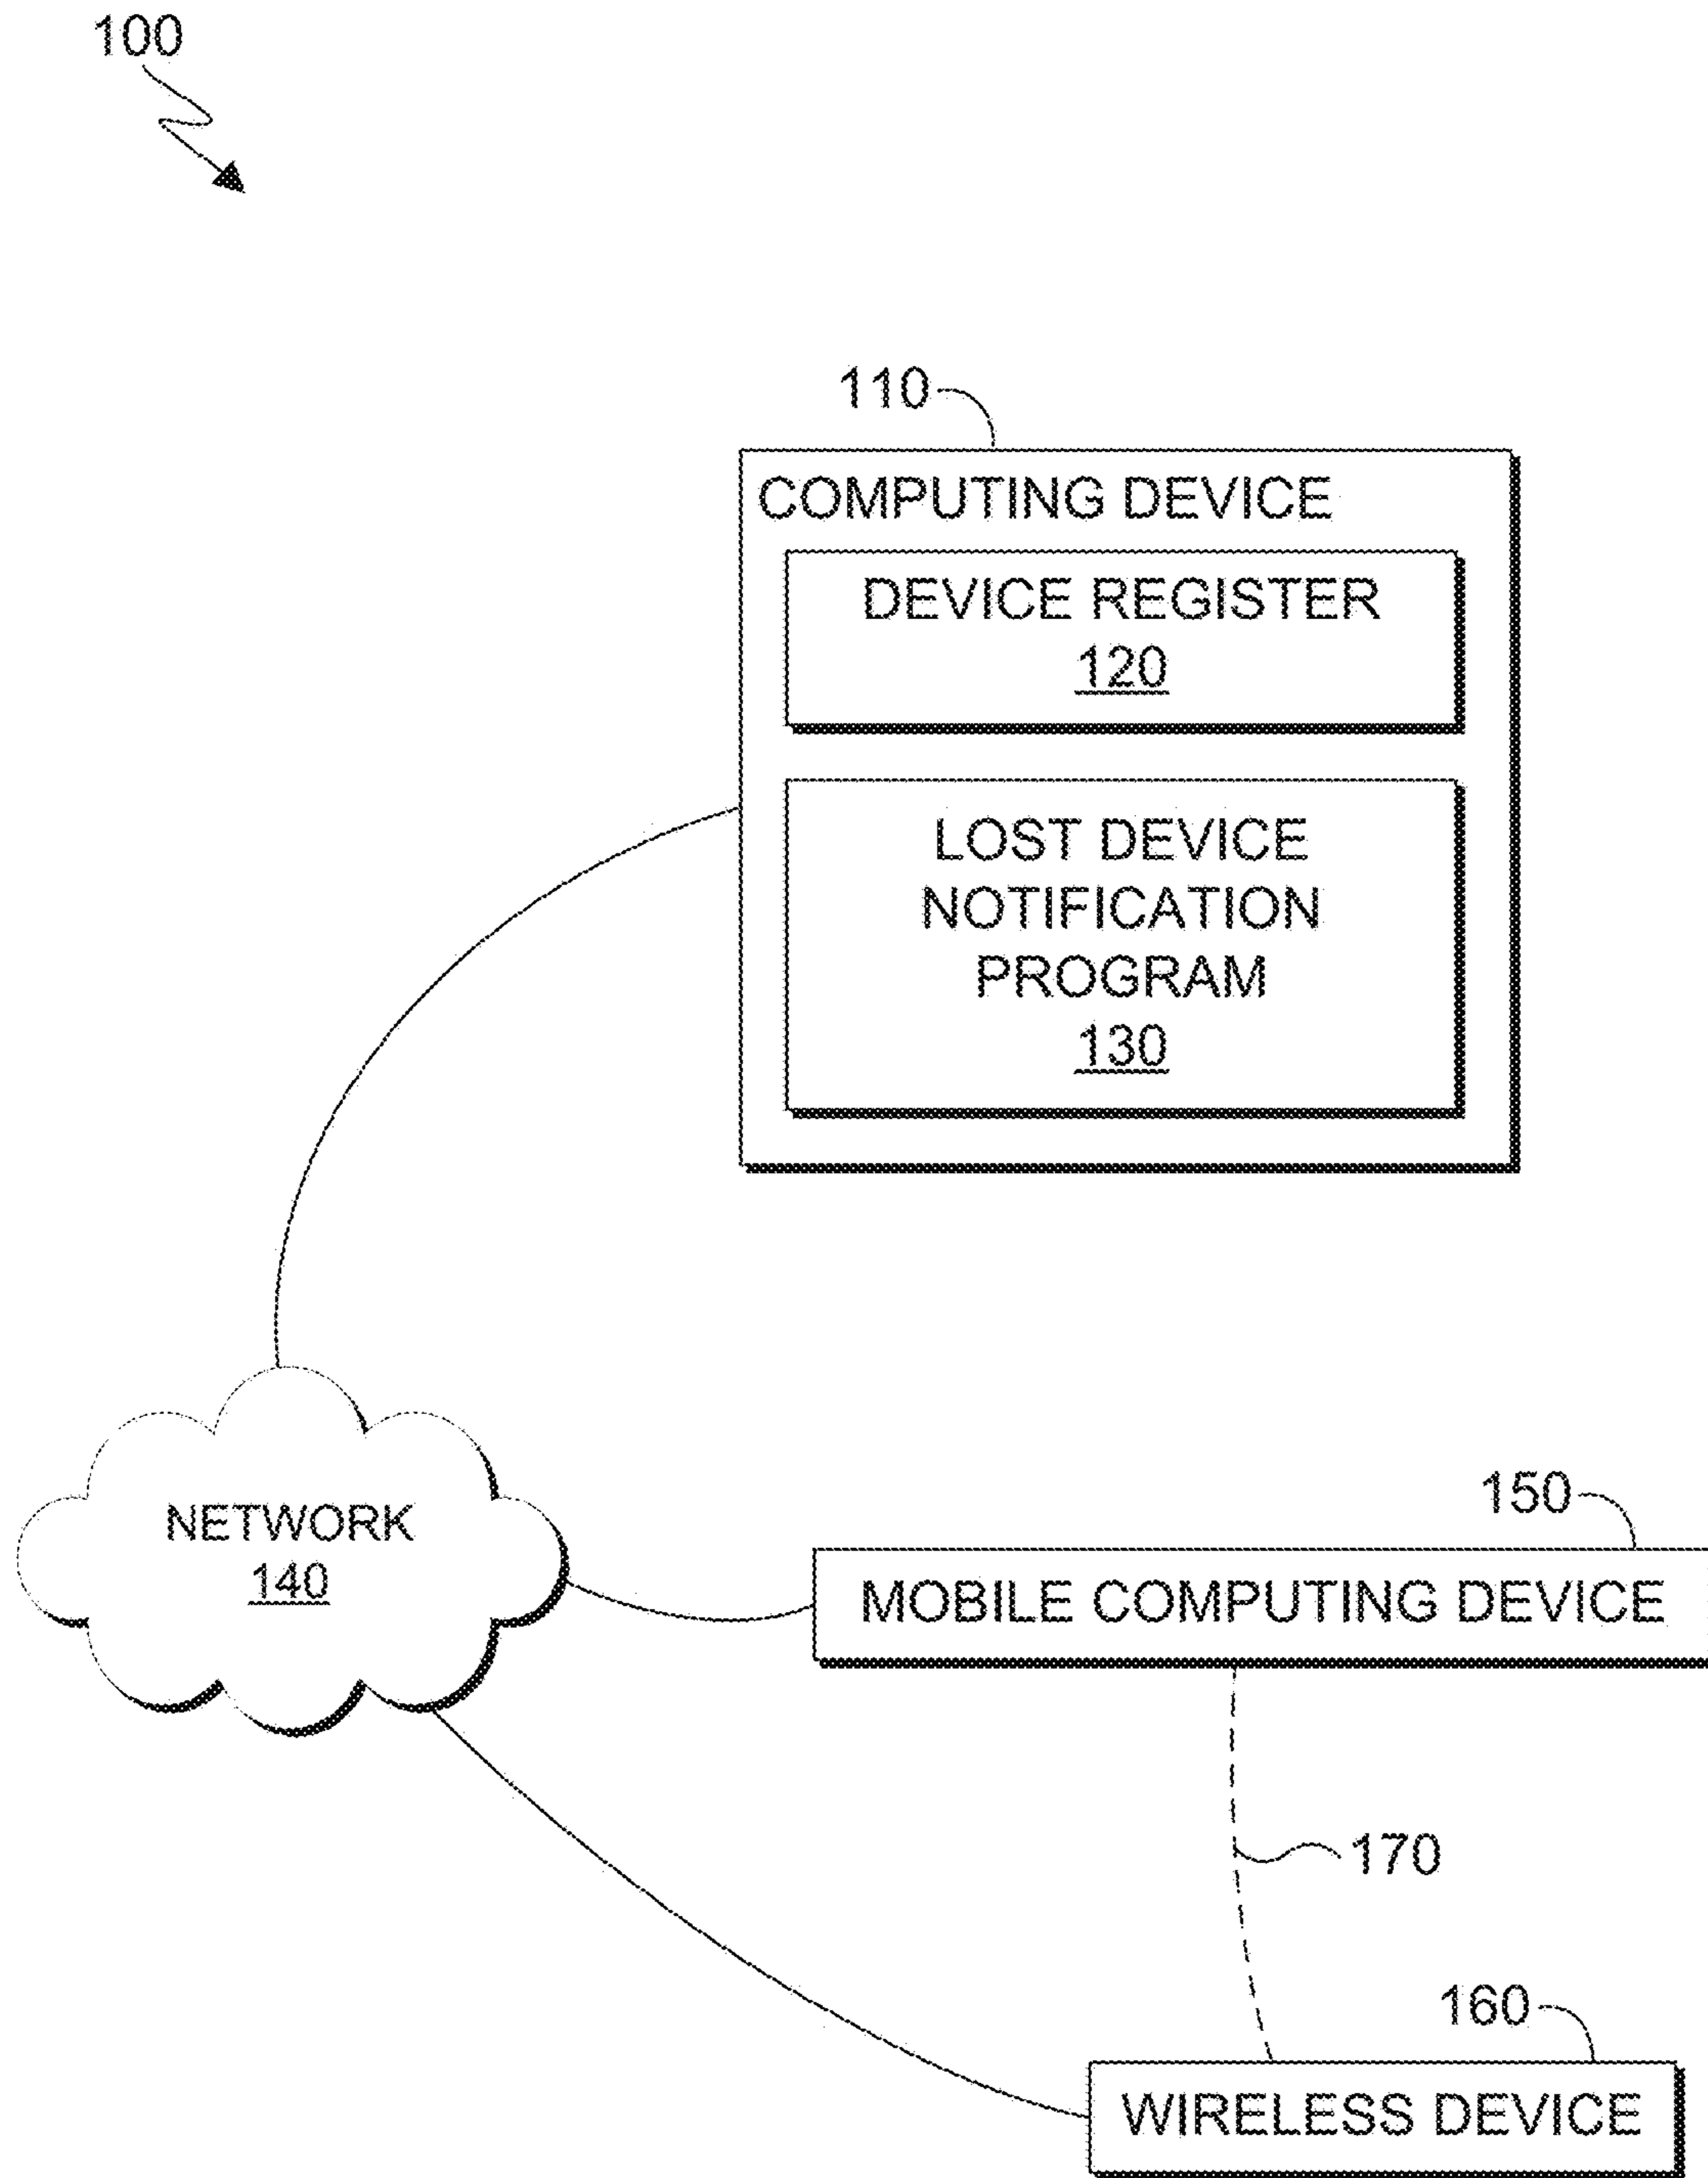 100
110
COMPUTING DEVICE
DEVICE REGISTER
120
LOST DEVICE
NOTIFICATION
PROGRAM
130
NETWORK
140
150
MOBILE COMPUTING DEVICE
170
160
WIRELESS DEVICE